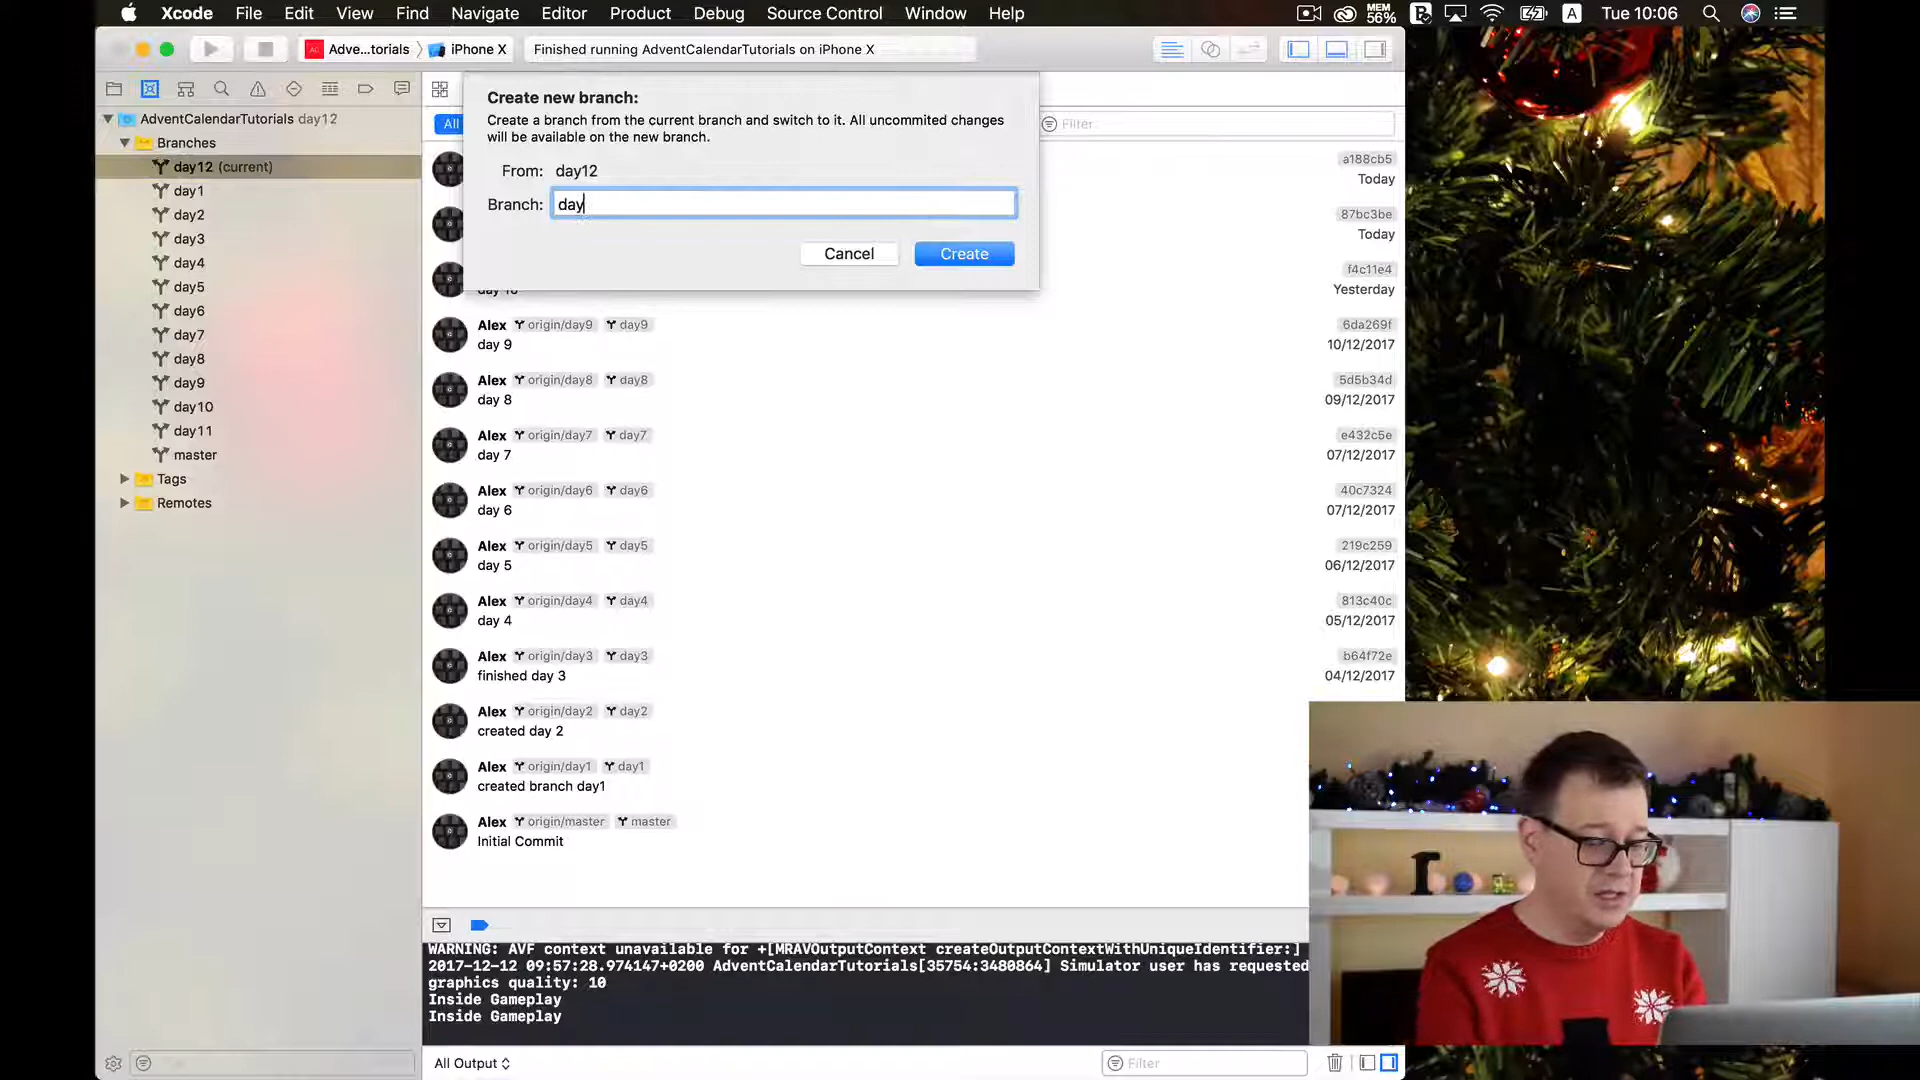 Xcode File Edit View Find Navigate Editor Product Debug Source Control Window Help MEM 56% A Tue 10:06
Adve...torials iPhone X Finished running AdventCalendarTutorials on iPhone X
AdventCalendarTutorials day12
Branches
day12 (current)
day1
day2
day3
day4
day5
day6
day7
day8
day9
day10
day11
master
Tags
Remotes
Create new branch:
Create a branch from the current branch and switch to it. All uncommited changes
will be available on the new branch.
From: day12
Branch: day
Cancel Create
All
Filter
a188cb5
Today
87bc3be
Today
f4c11e4
Yesterday
Alex origin/day9 day9 6da269f
day 9 10/12/2017
Alex origin/day8 day8 5d5b34d
day 8 09/12/2017
Alex origin/day7 day7 e432c5e
day 7 07/12/2017
Alex origin/day6 day6 40c7324
day 6 07/12/2017
Alex origin/day5 day5 219c259
day 5 06/12/2017
Alex origin/day4 day4 813c40c
day 4 05/12/2017
Alex origin/day3 day3 b64f72e
finished day 3 04/12/2017
Alex origin/day2 day2
created day 2
Alex origin/day1 day1
created branch day1
Alex origin/master master
Initial Commit
WARNING: AVF context unavailable for +[MRAVOutputContext createOutputContextWithUniqueIdentifier:]
2017-12-12 09:57:28.974147+0200 AdventCalendarTutorials[35754:3480864] Simulator user has requested
graphics quality: 10
Inside Gameplay
Inside Gameplay
All Output Filter